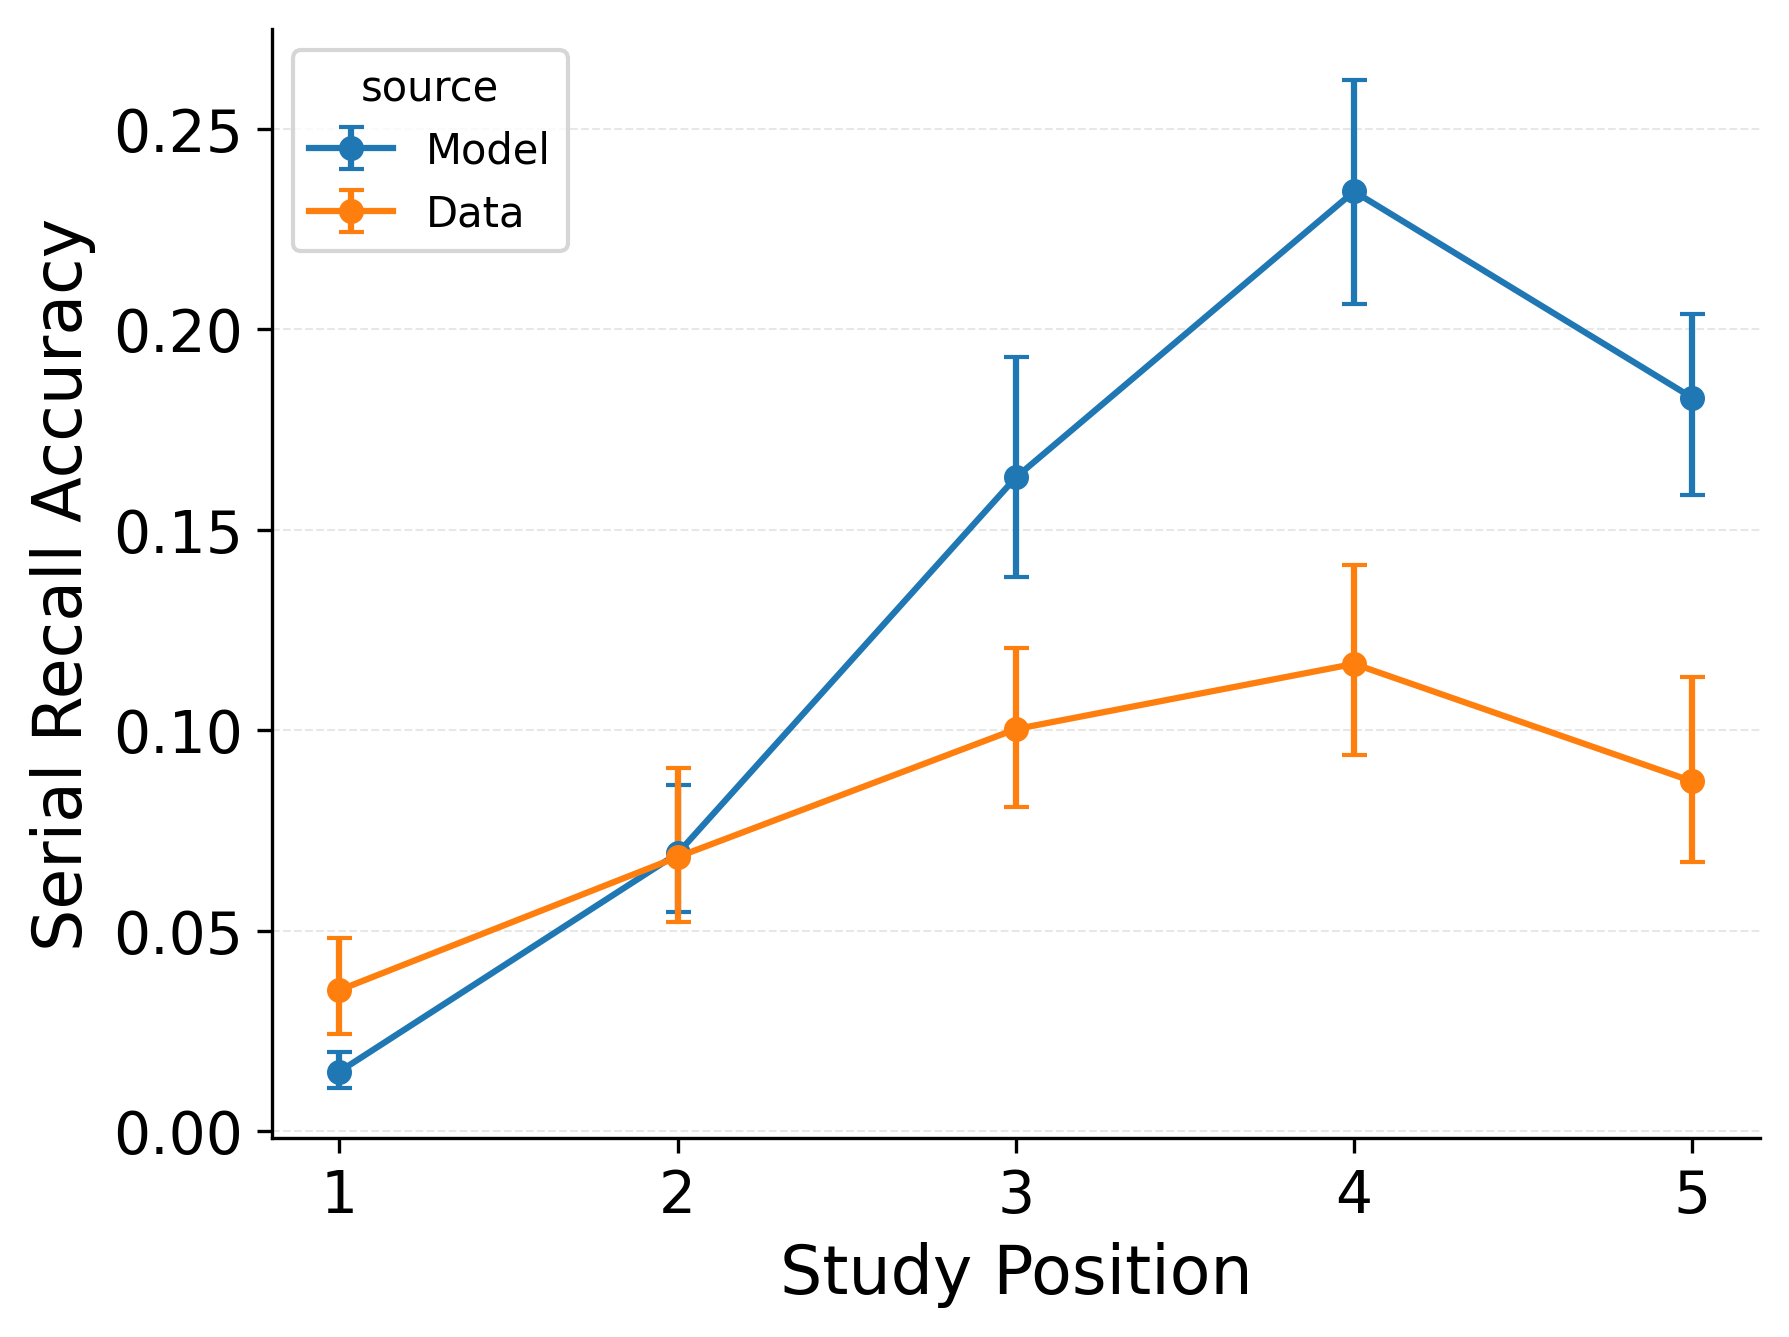 source
Model
Data
Serial Recall Accuracy
0.25
0.20
0.15
0.10
0.05
0.00
1 2 3 4 5
Study Position